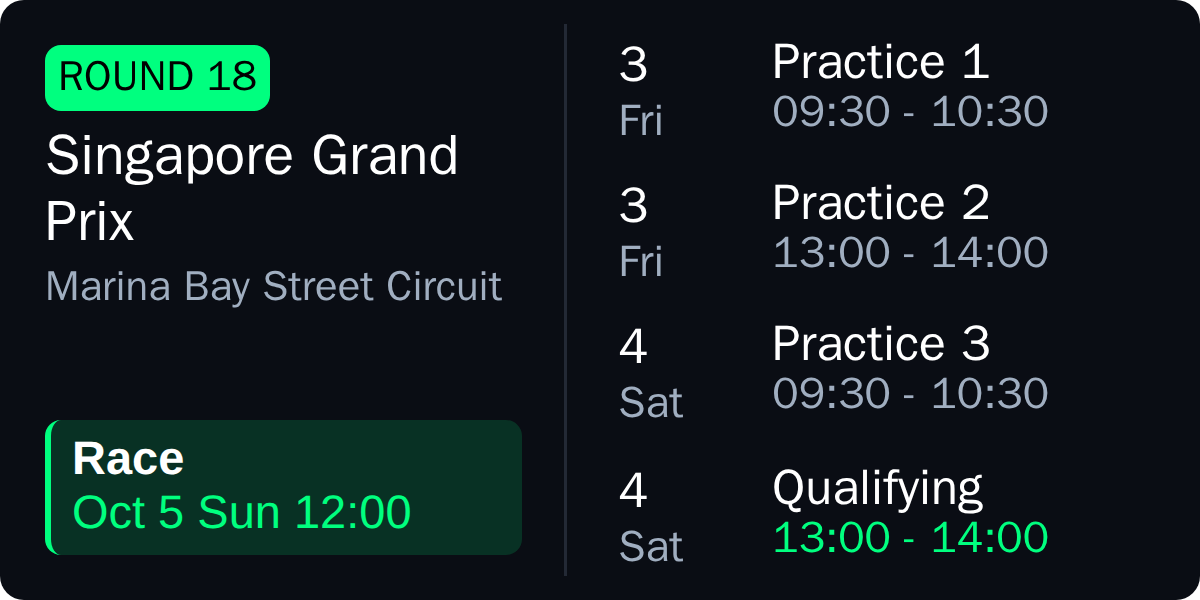 ROUND 18
Singapore Grand
Prix
Marina Bay Street Circuit
Race
Oct 5 Sun 12:00
3
Fri
Practice 1
09:30 - 10:30
3
Fri
Practice 2
13:00 - 14:00
4
Sat
Practice 3
09:30 - 10:30
4
Sat
Qualifying
13:00 - 14:00